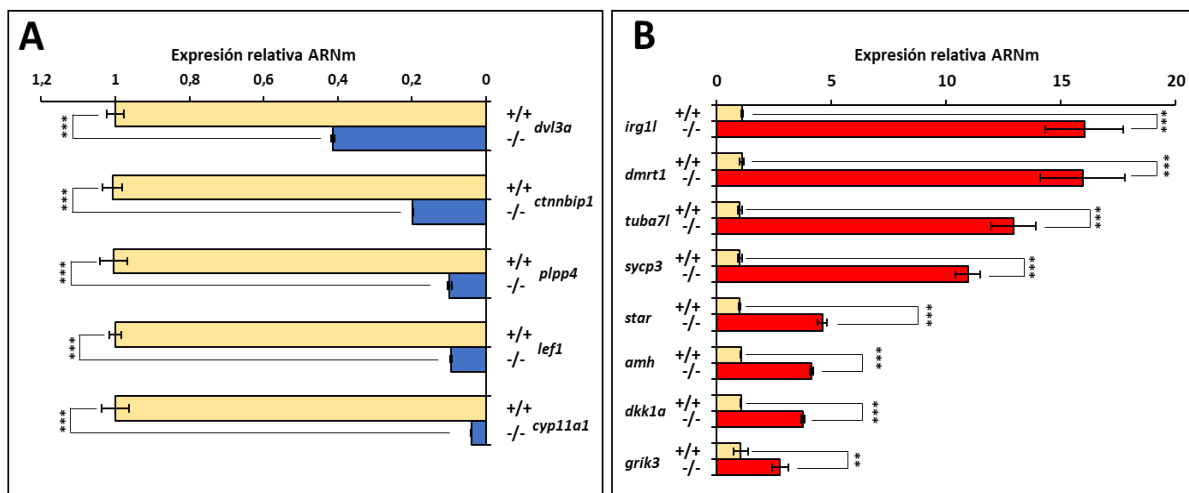 A
Expresión relativa ARNm
1,2 1 0,8 0,6 0,4 0,2 0
+/+
*** dvl3a
-/-
+/+
*** ctnnbip1
-/-
+/+
*** plpp4
-/-
+/+
*** lef1
-/-
+/+
*** cyp11a1
-/-
B
Expresión relativa ARNm
0 5 10 15 20
+/+
irg1l ***
-/-
+/+
dmrt1 ***
-/-
+/+
tuba7l ***
-/-
+/+
sycp3 ***
-/-
+/+
star ***
-/-
+/+
amh ***
-/-
+/+
dkk1a ***
-/-
+/+
grik3 **
-/-